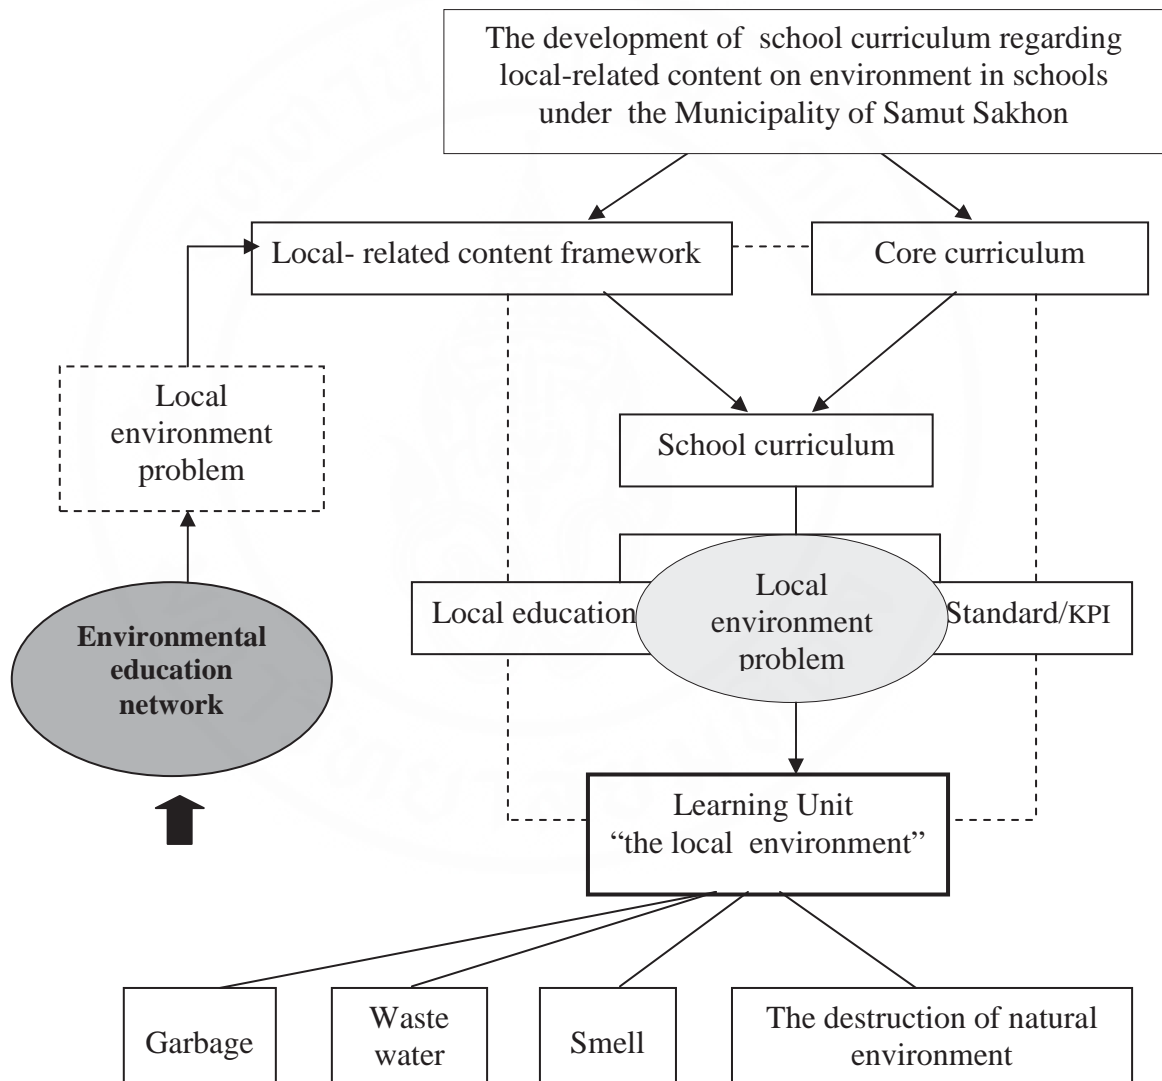 The development of school curriculum regarding
local-related content on environment in schools
under the Municipality of Samut Sakhon
Local- related content framework
Core curriculum
Local
environment
problem
School curriculum
Environmental
education
network
Local education
Local
environment
problem
Standard/KPI
Learning Unit
“the local environment”
Garbage
Waste
water
Smell
The destruction of natural
environment